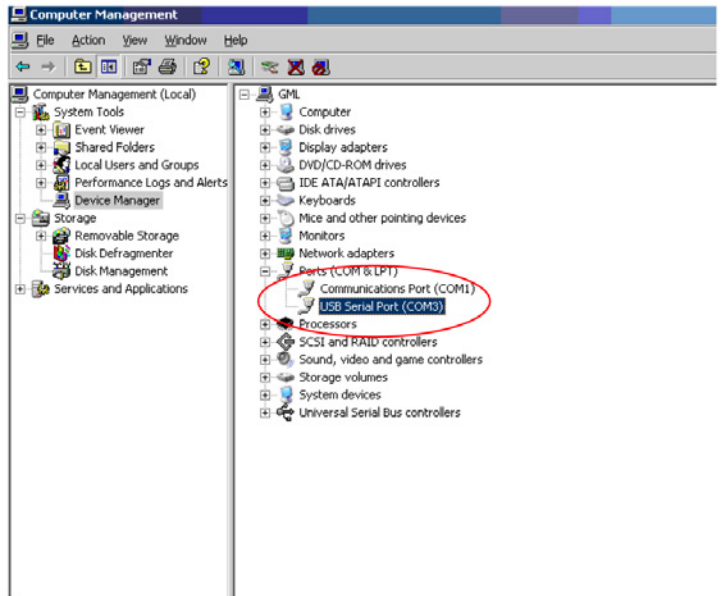 Computer Management
File Action View Window Help
Computer Management (Local)
System Tools
Event Viewer
Shared Folders
Local Users and Groups
Performance Logs and Alerts
Device Manager
Storage
Removable Storage
Disk Defragmenter
Disk Management
Services and Applications
GML
Computer
Disk drives
Display adapters
DVD/CD-ROM drives
IDE ATA/ATAPI controllers
Keyboards
Mice and other pointing devices
Monitors
Network adapters
Ports (COM & LPT)
Communications Port (COM1)
USB Serial Port (COM3)
Processors
SCSI and RAID controllers
Sound, video and game controllers
Storage volumes
System devices
Universal Serial Bus controllers